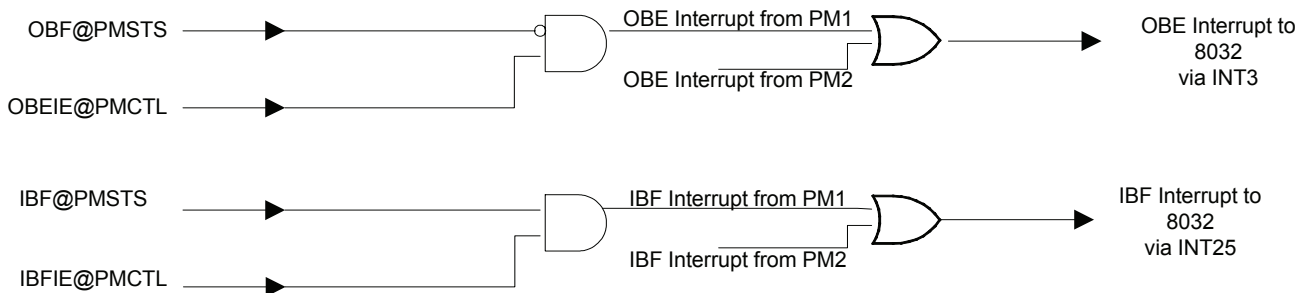 OBF@PMSTS
OBEIE@PMCTL
OBE Interrupt from PM1
OBE Interrupt from PM2
OBE Interrupt to
8032
via INT3
IBF@PMSTS
IBFIE@PMCTL
IBF Interrupt from PM1
IBF Interrupt from PM2
IBF Interrupt to
8032
via INT25